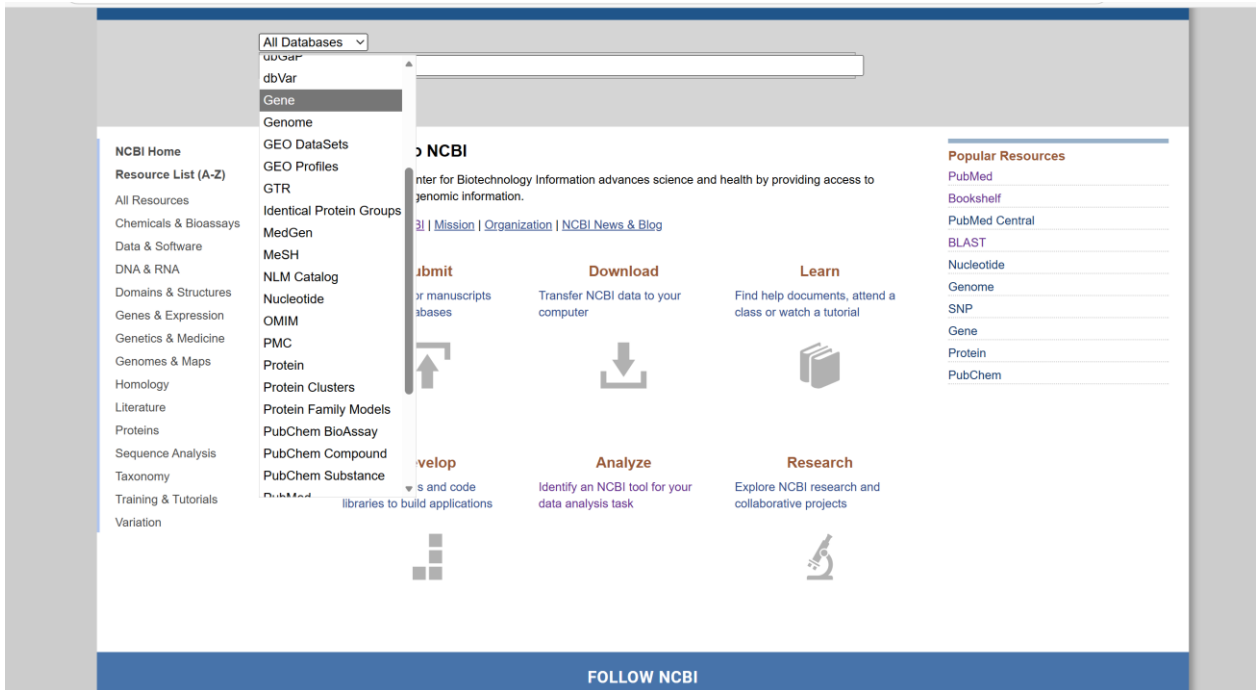 All Databases
dbGaP
dbVar
Gene
Genome
GEO DataSets
GEO Profiles
GTR
Identical Protein Groups
MedGen
MeSH
NLM Catalog
Nucleotide
OMIM
PMC
Protein
Protein Clusters
Protein Family Models
PubChem BioAssay
PubChem Compound
PubChem Substance
PubMed
NCBI Home
Resource List (A-Z)
All Resources
Chemicals & Bioassays
Data & Software
DNA & RNA
Domains & Structures
Genes & Expression
Genetics & Medicine
Genomes & Maps
Homology
Literature
Proteins
Sequence Analysis
Taxonomy
Training & Tutorials
Variation
o NCBI
nter for Biotechnology Information advances science and health by providing access to
genomic information.
BI | Mission | Organization | NCBI News & Blog
ubmit
or manuscripts
abases
Download
Transfer NCBI data to your
computer
Learn
Find help documents, attend a
class or watch a tutorial
velop
s and code
libraries to build applications
Analyze
Identify an NCBI tool for your
data analysis task
Research
Explore NCBI research and
collaborative projects
Popular Resources
PubMed
Bookshelf
PubMed Central
BLAST
Nucleotide
Genome
SNP
Gene
Protein
PubChem
FOLLOW NCBI